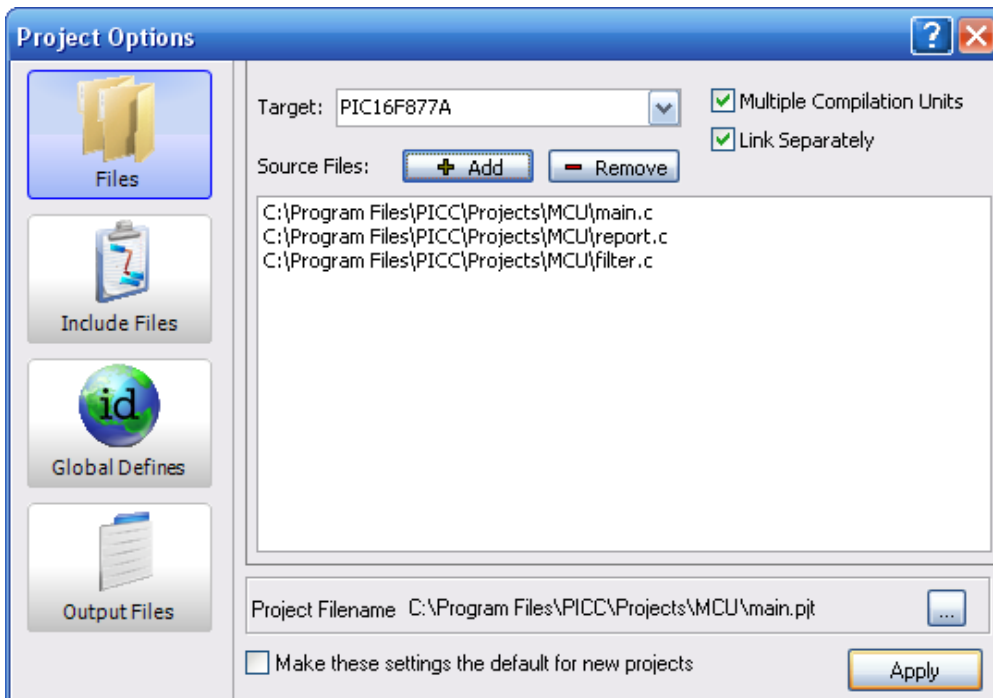 Project Options
?
Files
Include Files
id
Global Defines
Output Files
Target: PIC16F877A
Multiple Compilation Units
Link Separately
Source Files: Add Remove
C:\Program Files\PICC\Projects\MCU\main.c
C:\Program Files\PICC\Projects\MCU\report.c
C:\Program Files\PICC\Projects\MCU\filter.c
Project Filename C:\Program Files\PICC\Projects\MCU\main.pjt ...
Make these settings the default for new projects
Apply